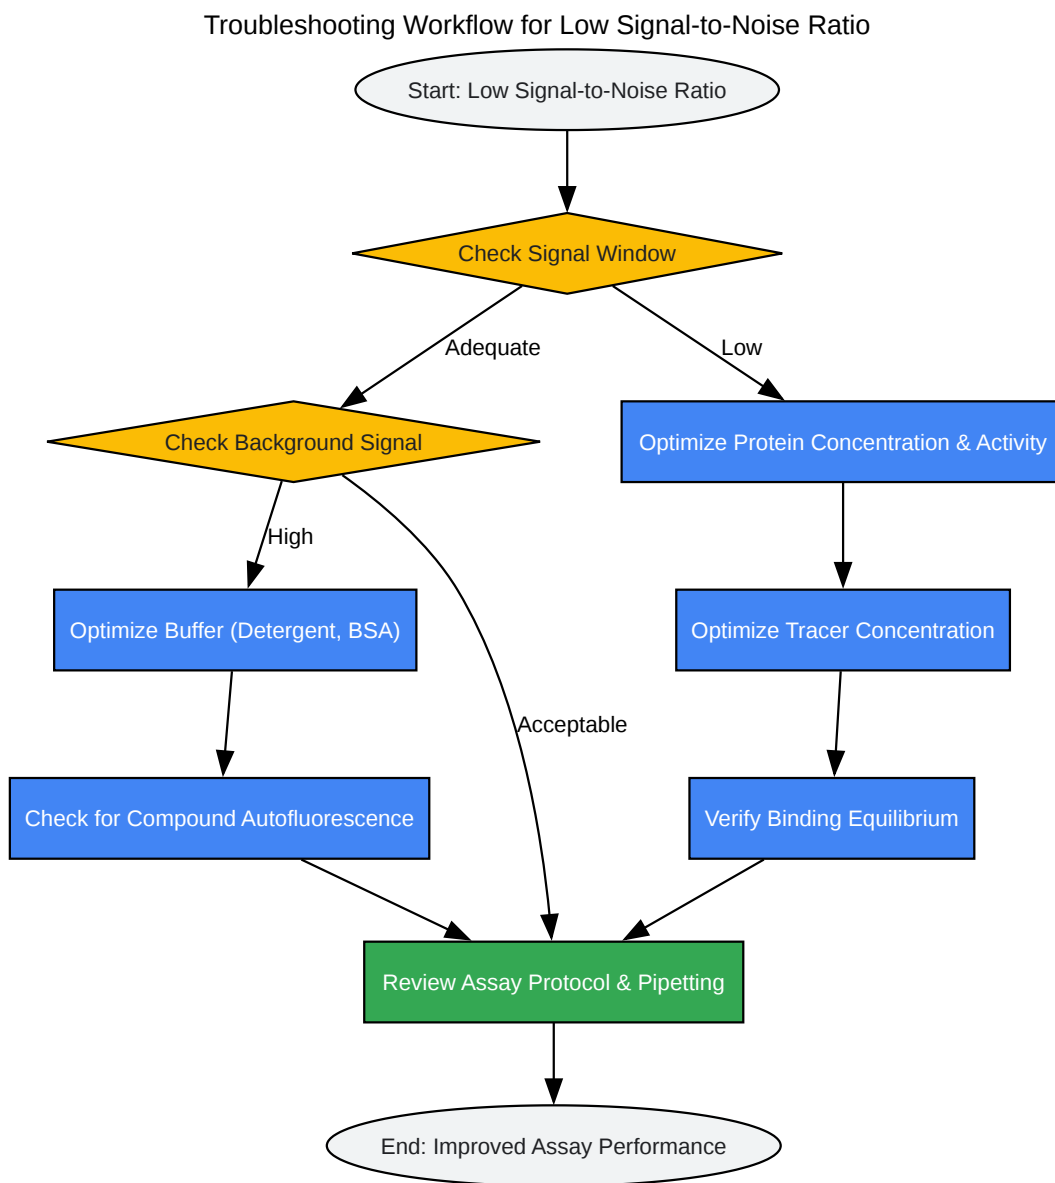 Troubleshooting Workflow for Low Signal-to-Noise Ratio
Start: Low Signal-to-Noise Ratio
Check Signal Window
Adequate
Low
Check Background Signal
Optimize Protein Concentration & Activity
High
Optimize Buffer (Detergent, BSA)
Optimize Tracer Concentration
Acceptable
Check for Compound Autofluorescence
Verify Binding Equilibrium
Review Assay Protocol & Pipetting
End: Improved Assay Performance